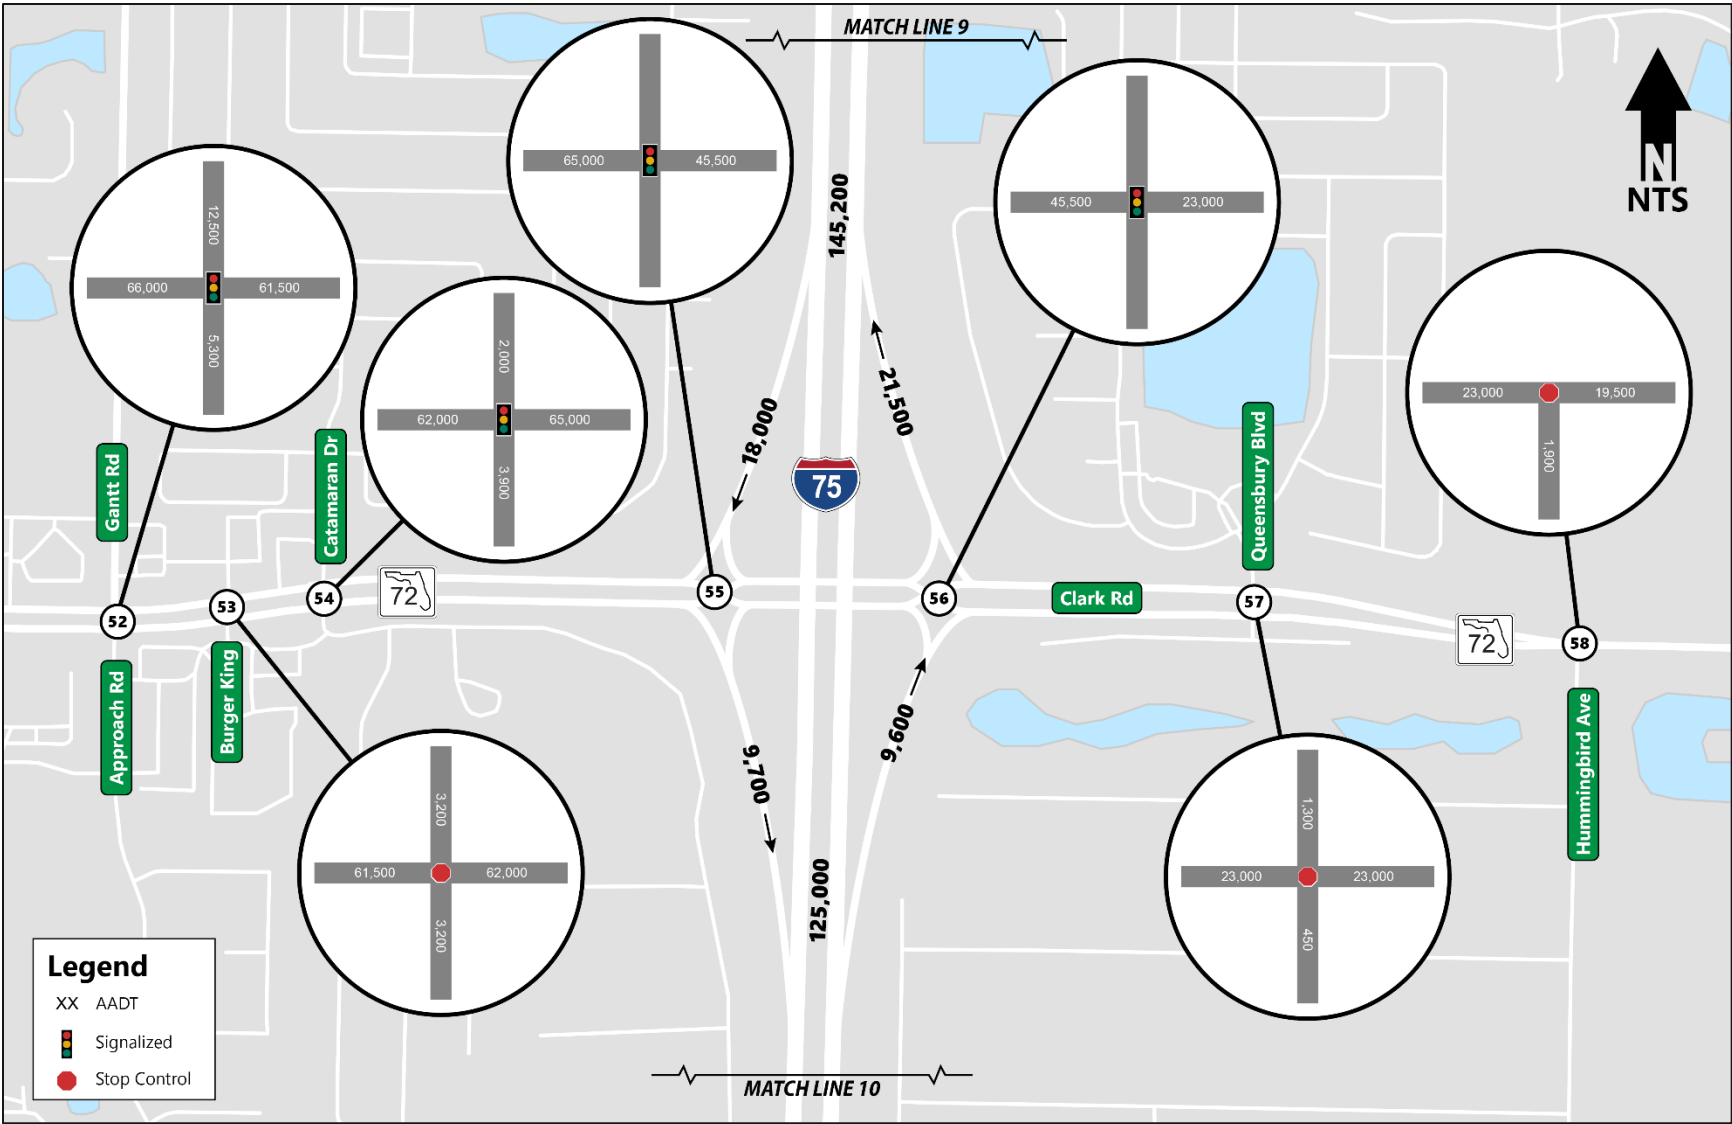 MATCH LINE 9
N
NTS
65,000
45,500
45,500
23,000
12,500
66,000
61,500
5,300
2,000
62,000
65,000
3,900
145,200
18,000
21,500
75
23,000
19,500
1,900
Gantt Rd
Catamaran Dr
Queensbury Blvd
52
53
54
72
55
56
Clark Rd
57
72
58
Approach Rd
Burger King
Hummingbird Ave
9,700
9,600
125,000
3,200
61,500
62,000
3,200
1,300
23,000
23,000
450
Legend
XX AADT
Signalized
Stop Control
MATCH LINE 10